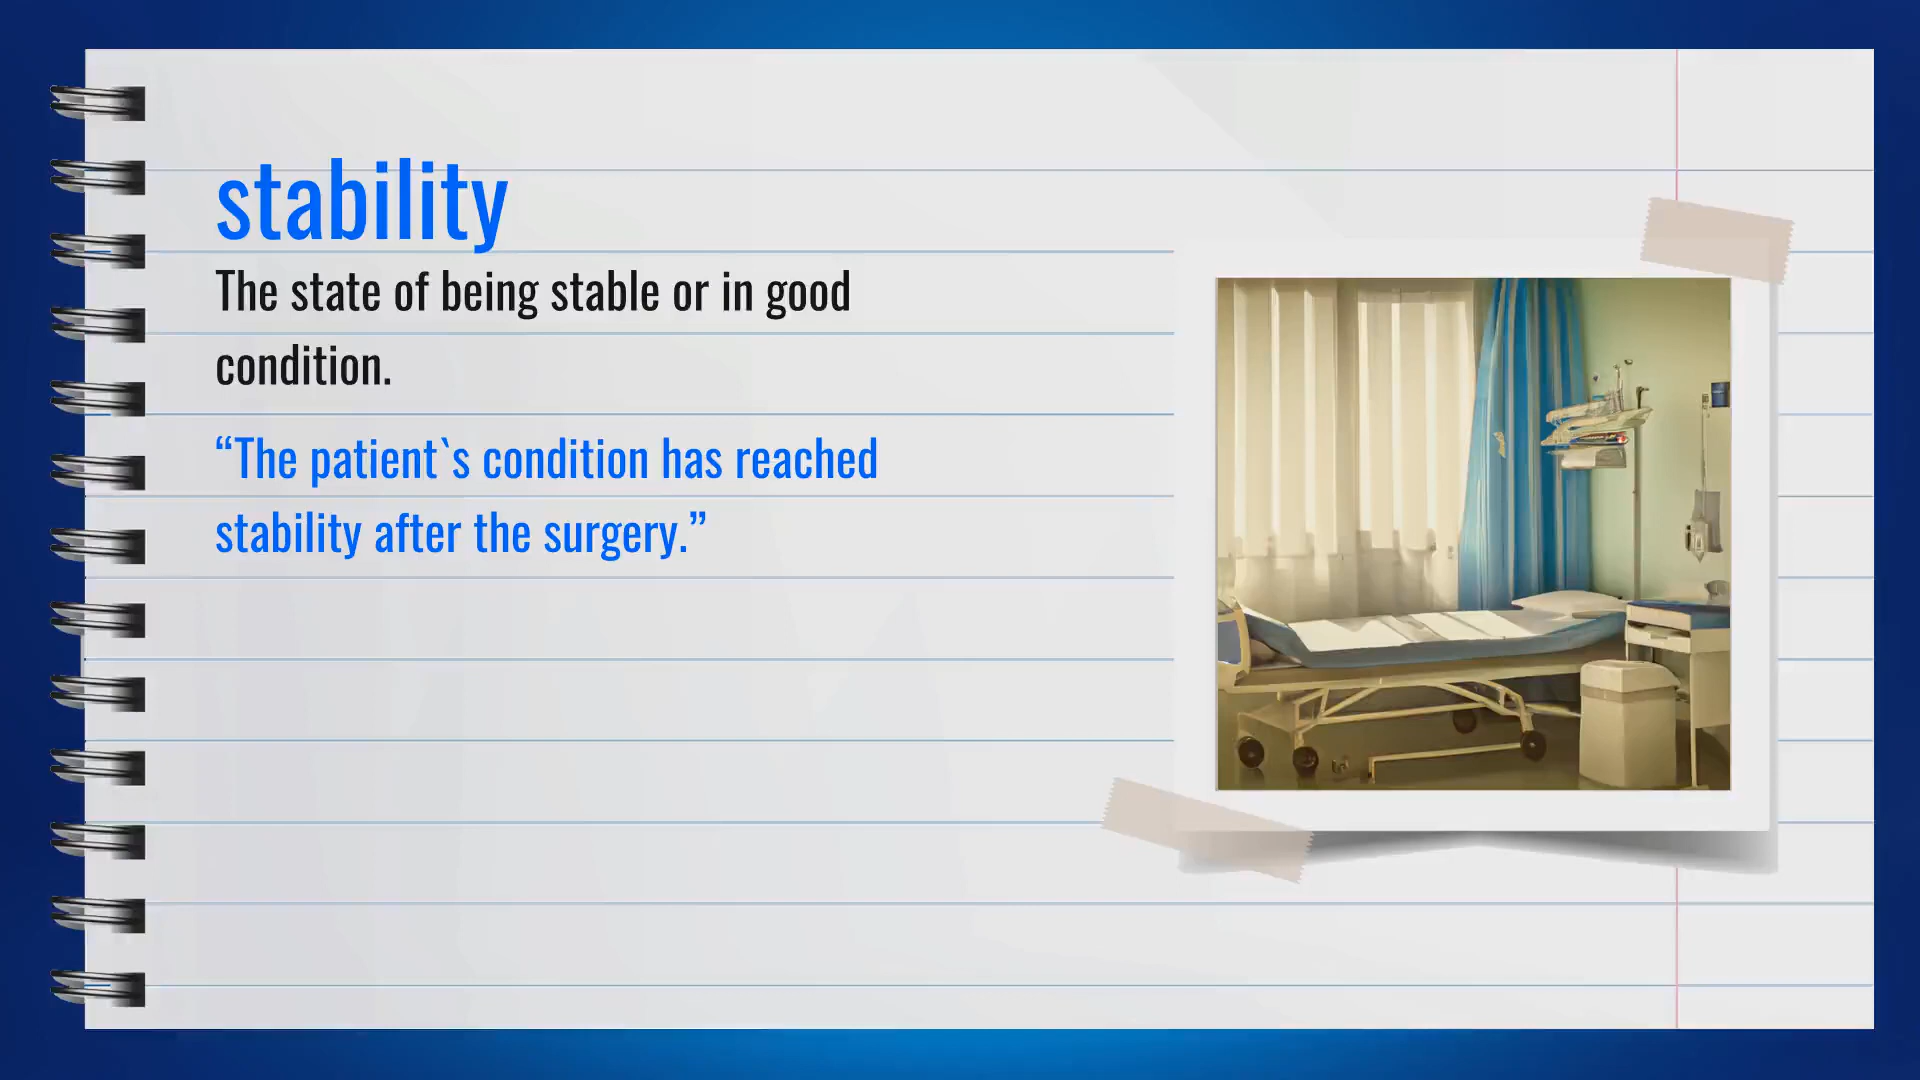 stability
The state of being stable or in good
condition.
“The patient`s condition has reached
stability after the surgery.”